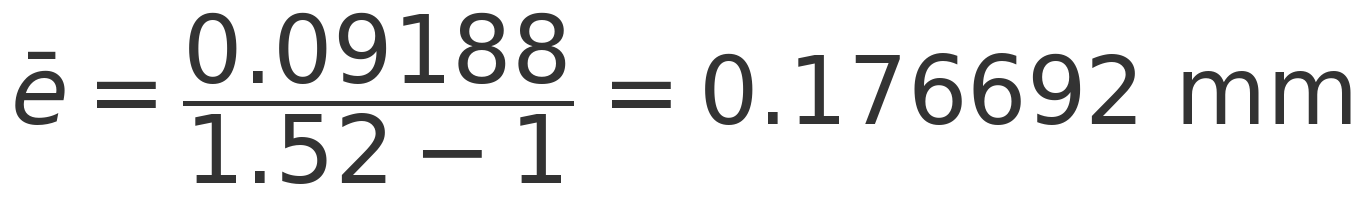 ē = 0.09188 / 1.52 − 1 = 0.176692 mm